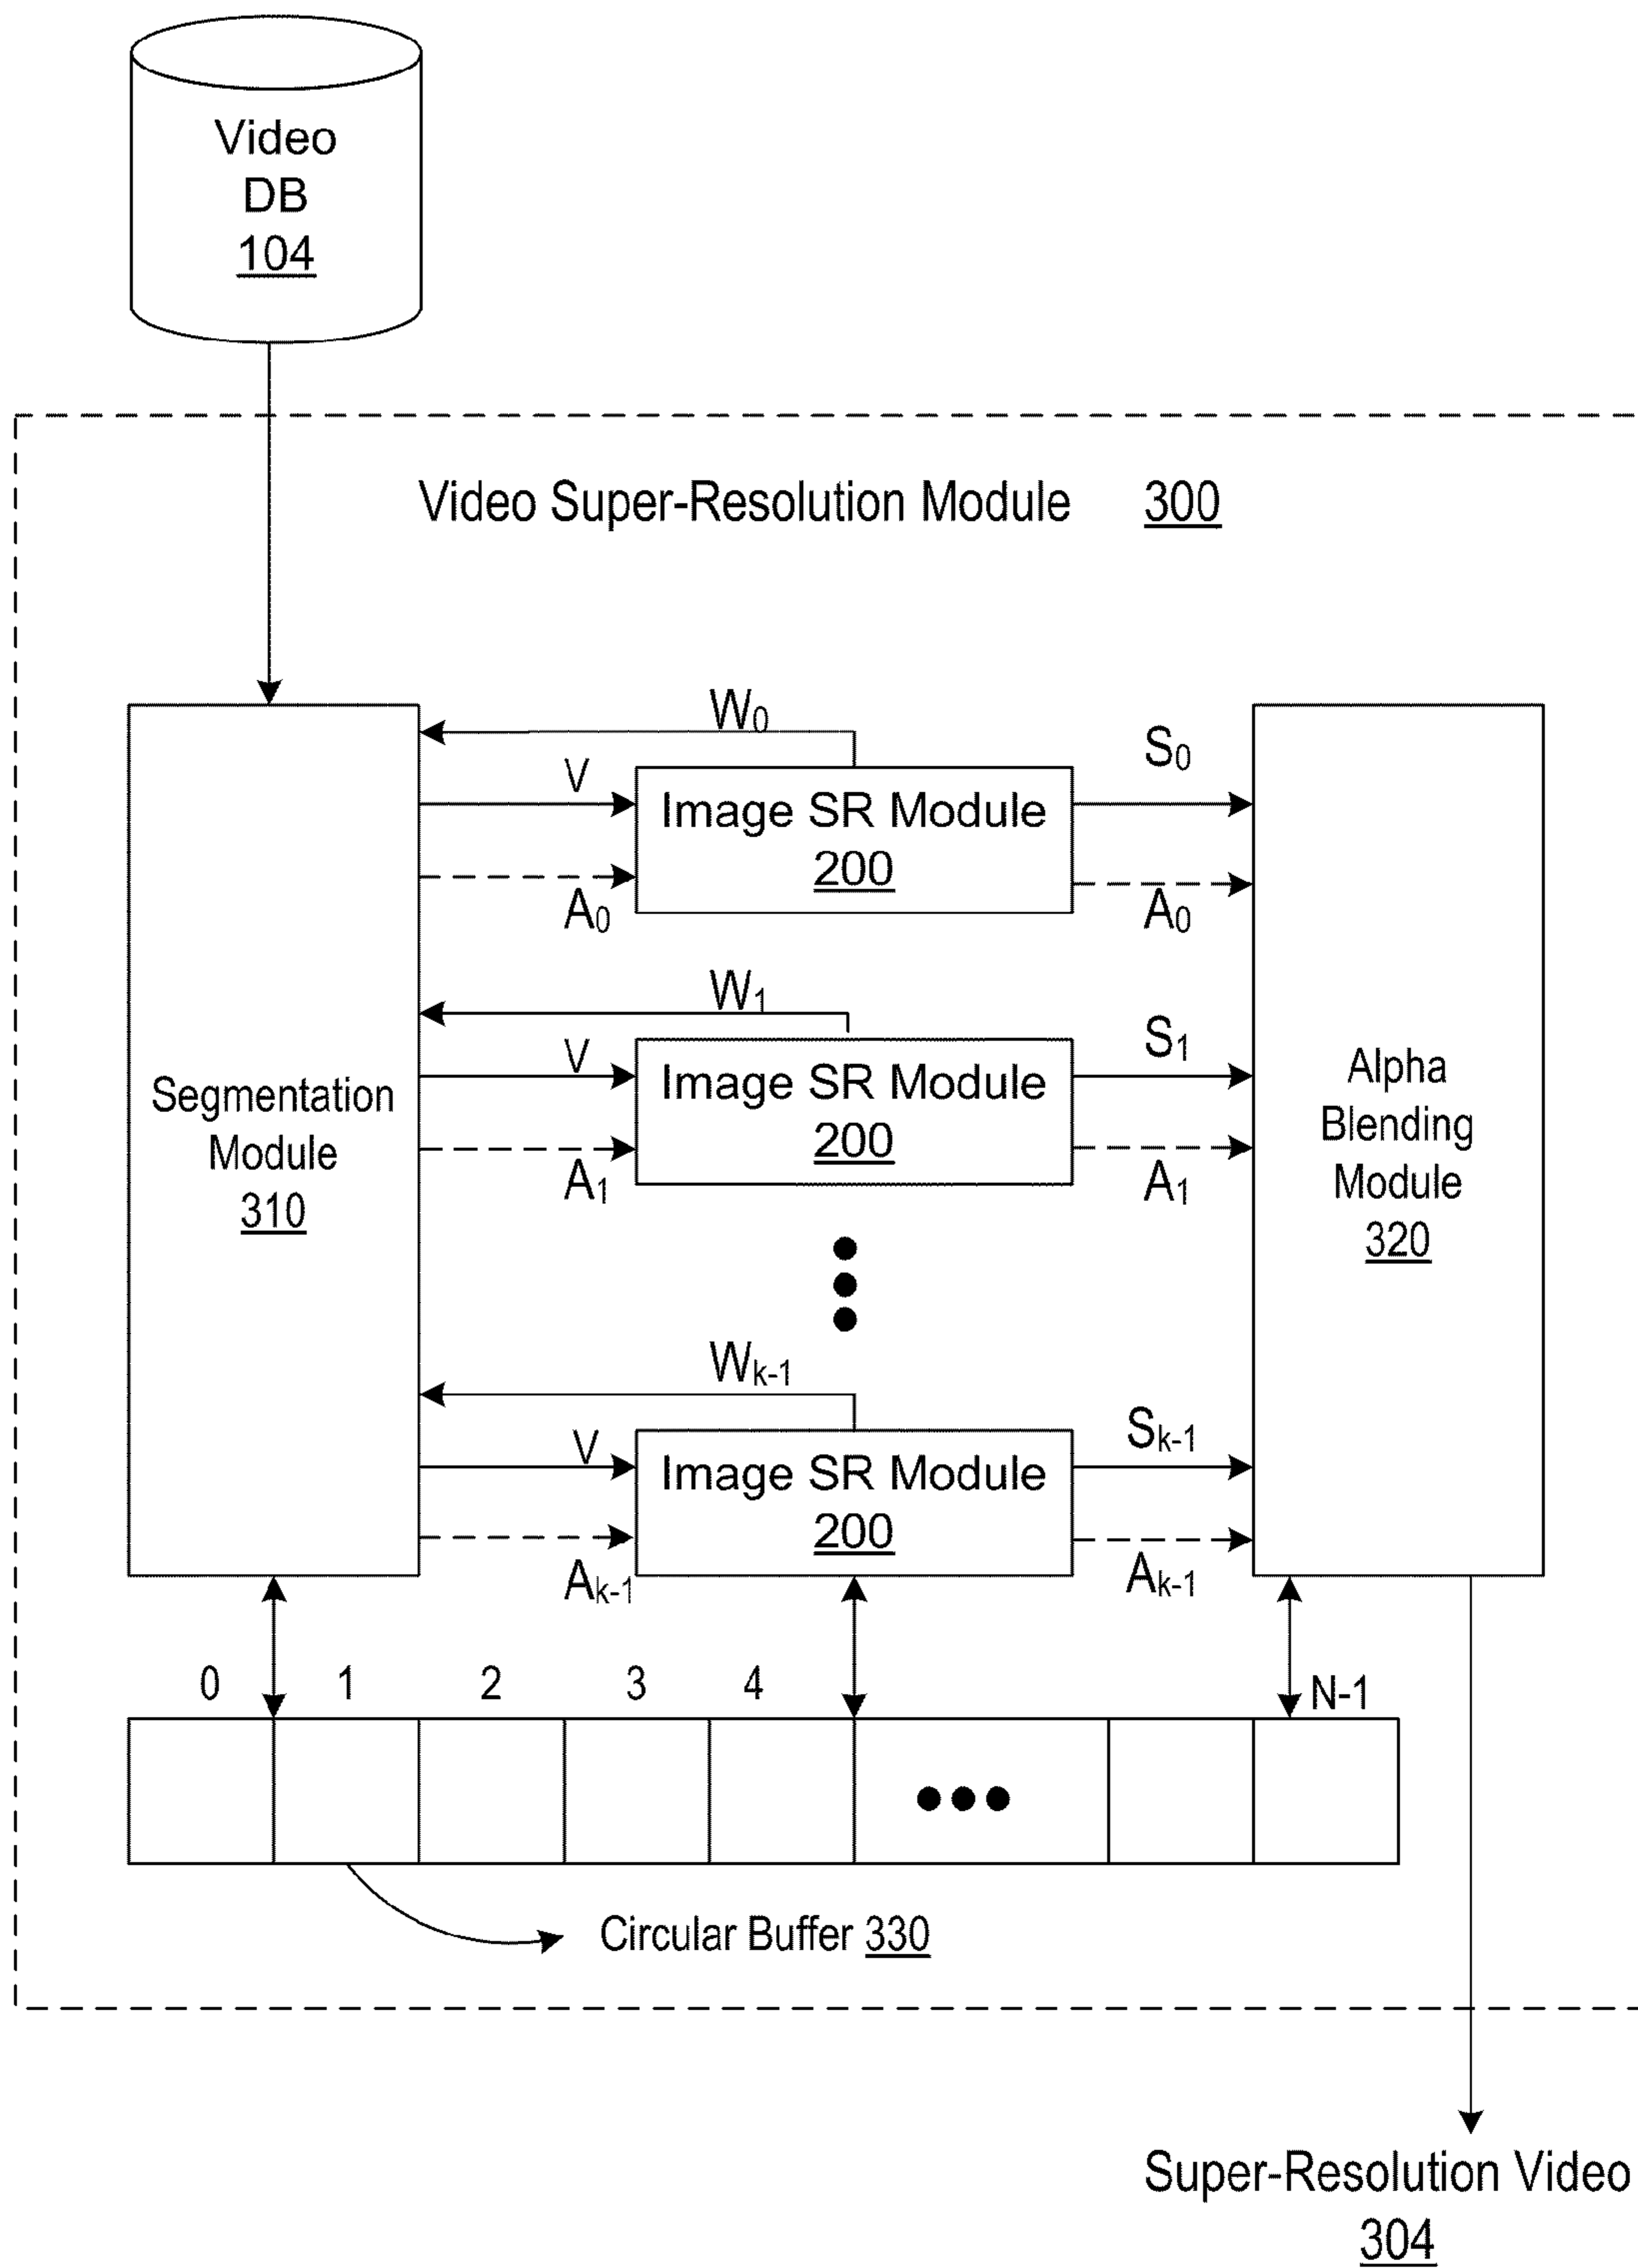 Video
DB
104
Video Super-Resolution Module 300
W0
V
S0
Image SR Module
200
A0
A0
W1
V
S1
Image SR Module
200
A1
A1
Segmentation
Module
310
Alpha
Blending
Module
320
Wk-1
V
Sk-1
Image SR Module
200
Ak-1
Ak-1
0 1 2 3 4 N-1
Circular Buffer 330
Super-Resolution Video
304